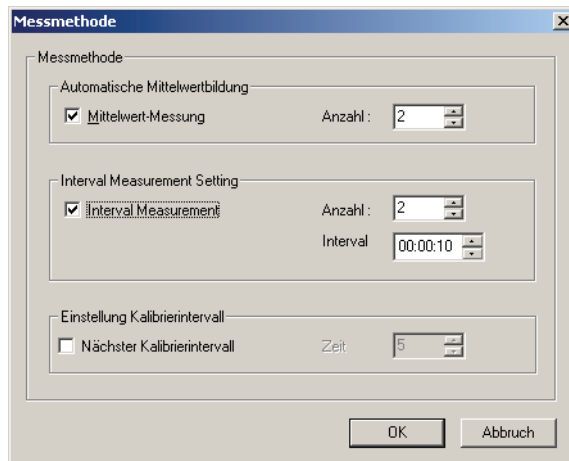 Messmethode
Messmethode
Automatische Mittelwertbildung
Mittelwert-Messung Anzahl : 2
Interval Measurement Setting
Interval Measurement Anzahl : 2
Interval 00:00:10
Einstellung Kalibrierintervall
Nächster Kalibrierintervall Zeit 5
OK Abbruch